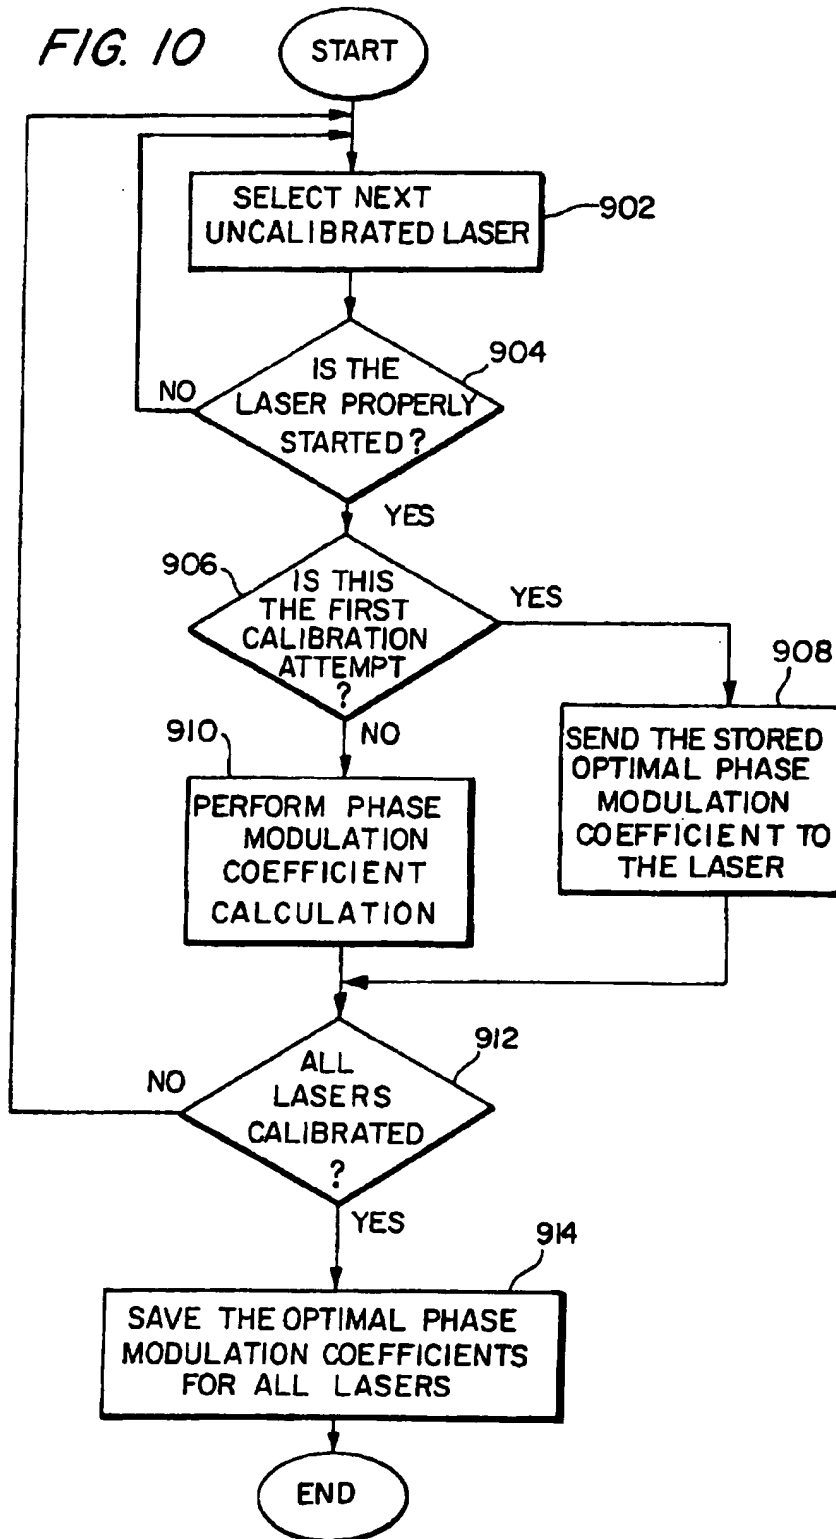 FIG. 10
START
SELECT NEXT
UNCALIBRATED LASER
902
904
IS THE
LASER PROPERLY
STARTED?
NO
YES
906
IS THIS
THE FIRST
CALIBRATION
ATTEMPT
?
YES
NO
908
SEND THE STORED
OPTIMAL PHASE
MODULATION
COEFFICIENT TO
THE LASER
910
PERFORM PHASE
MODULATION
COEFFICIENT
CALCULATION
912
ALL
LASERS
CALIBRATED
?
NO
YES
914
SAVE THE OPTIMAL PHASE
MODULATION COEFFICIENTS
FOR ALL LASERS
END